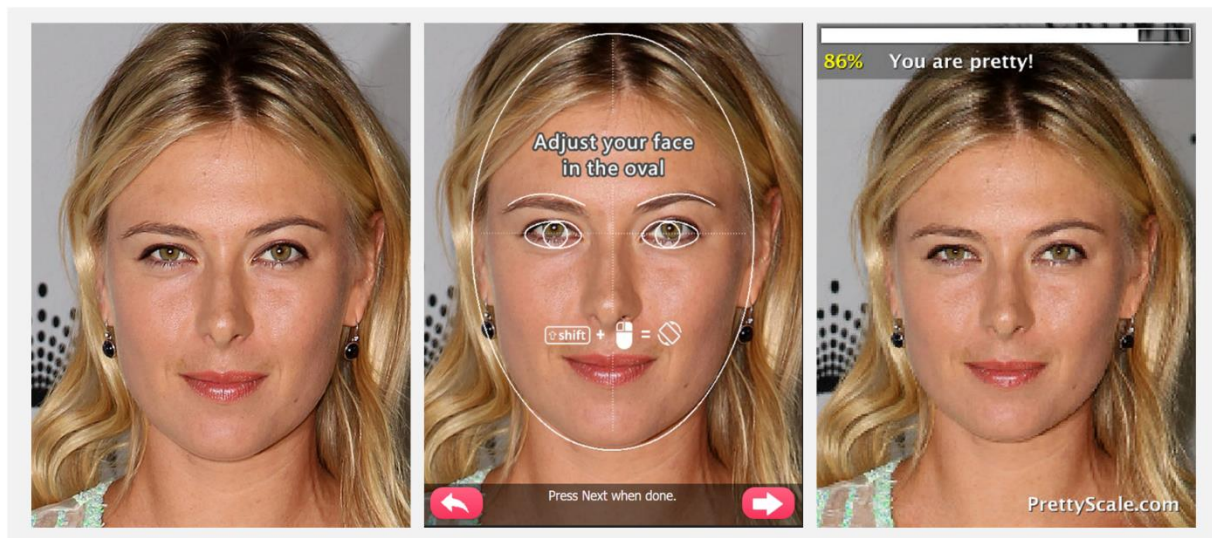 Adjust your face
in the oval
⇧shift + =
Press Next when done.
86% You are pretty!
PrettyScale.com